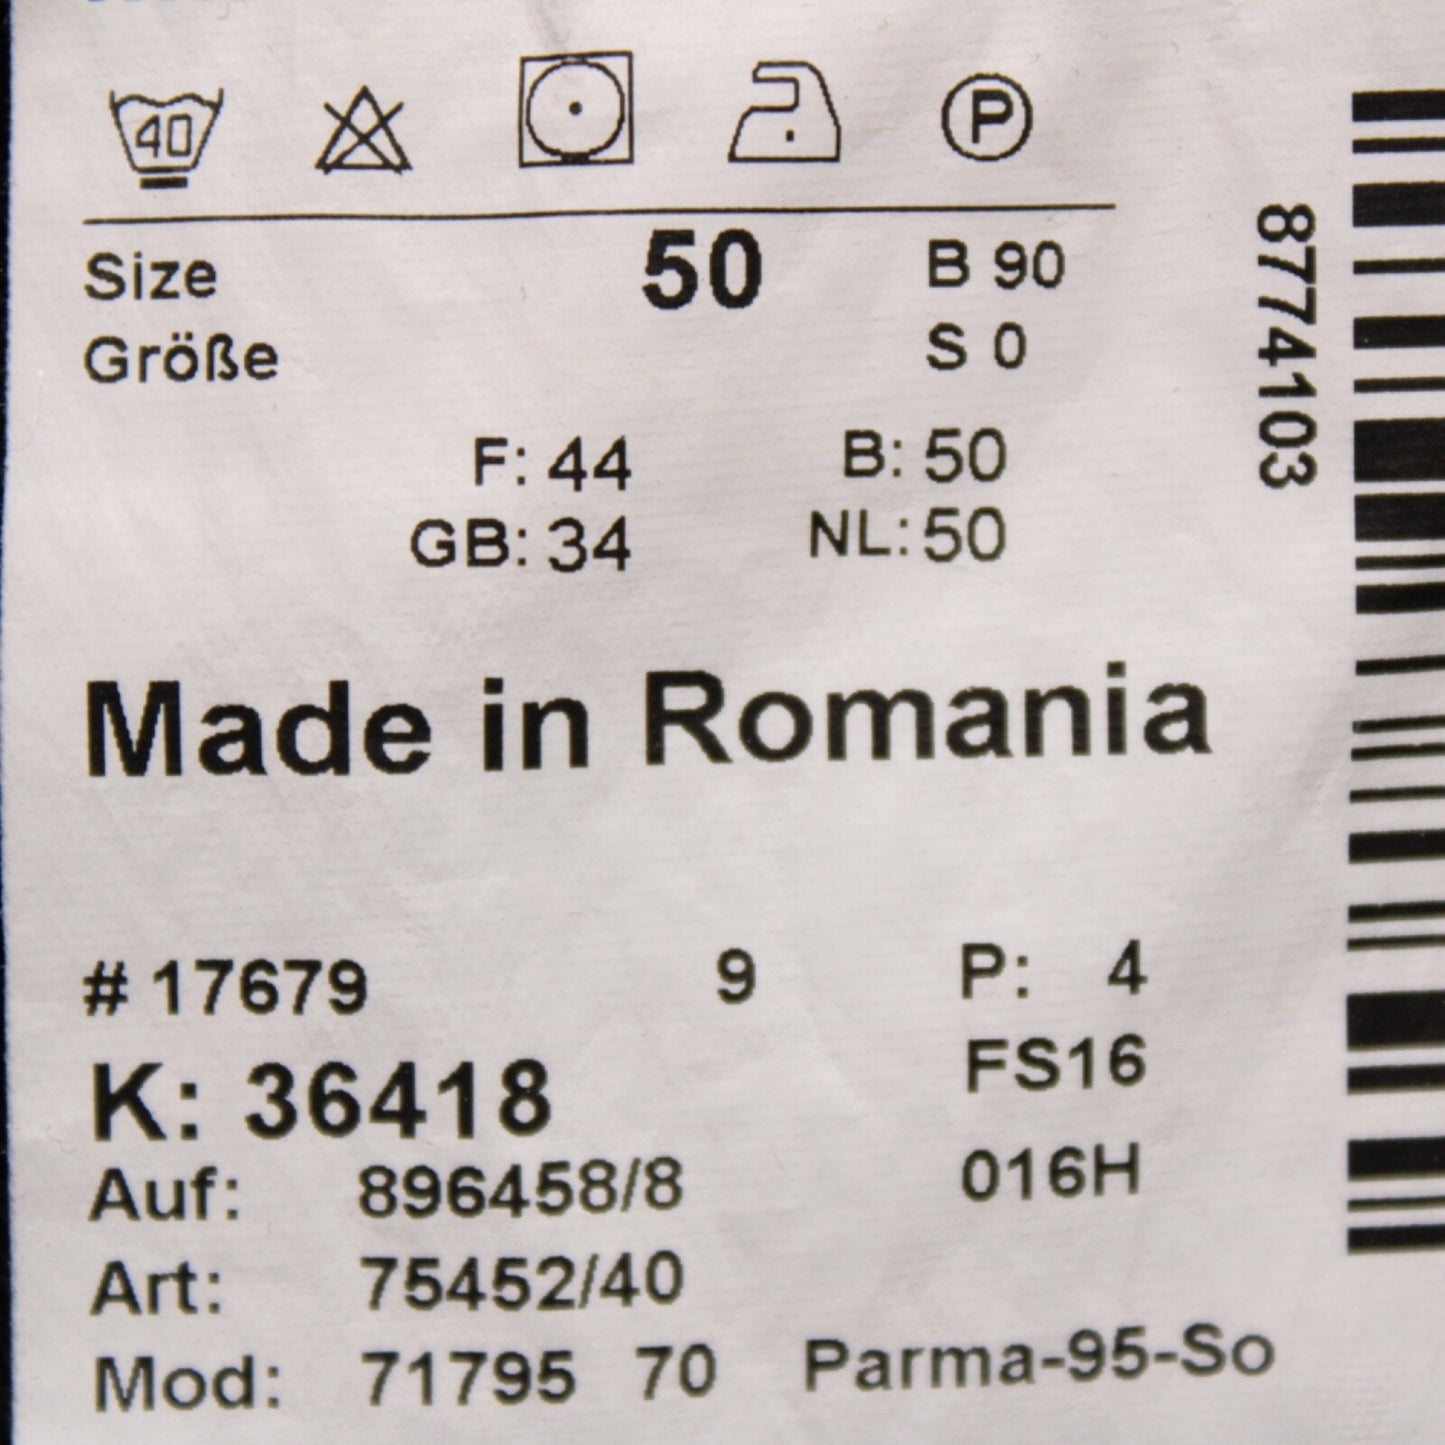 40 P
Size 50 B 90
Größe S 0
F: 44 B: 50
GB: 34 NL: 50
Made in Romania
# 17679 9 P: 4
K: 36418 FS16
Auf: 896458/8 016H
Art: 75452/40
Mod: 71795 70 Parma-95-So
8774103